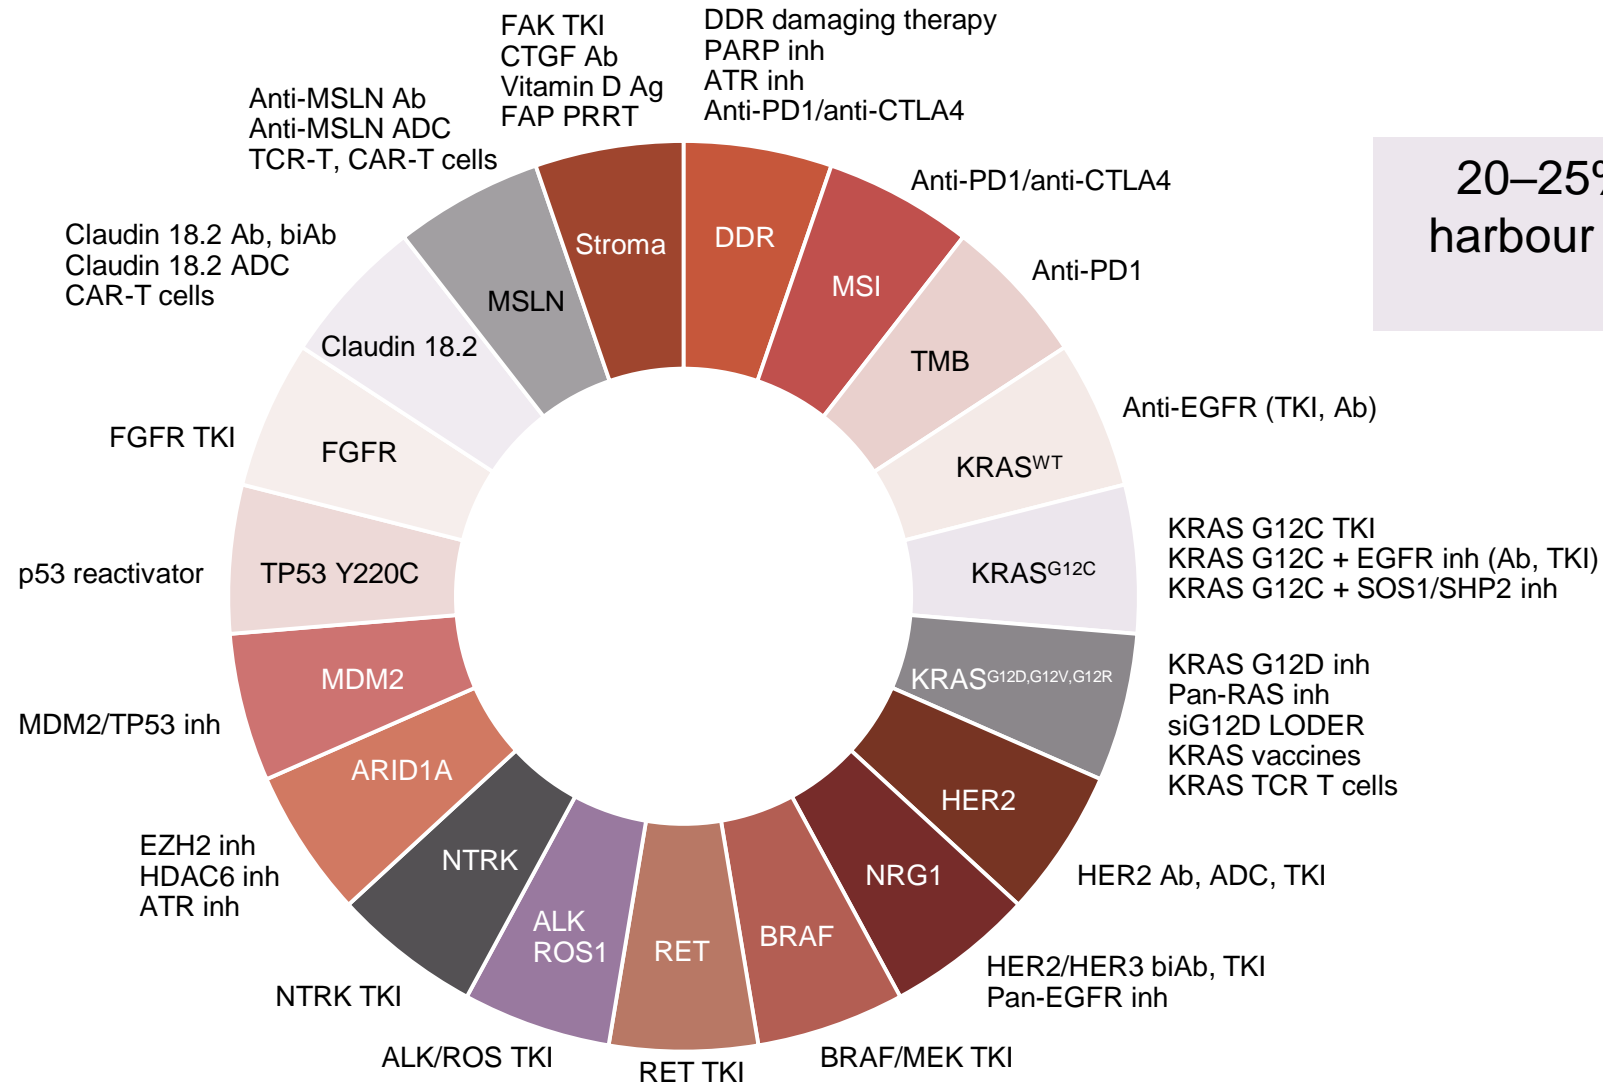 FAK TKI
CTGF Ab
Vitamin D Ag
FAP PRRT
DDR damaging therapy
PARP inh
ATR inh
Anti-PD1/anti-CTLA4
Anti-MSLN Ab
Anti-MSLN ADC
TCR-T, CAR-T cells
Anti-PD1/anti-CTLA4
20–25%
harbour
Claudin 18.2 Ab, biAb
Claudin 18.2 ADC
CAR-T cells
Anti-PD1
Stroma
DDR
MSI
MSLN
Claudin 18.2
TMB
Anti-EGFR (TKI, Ab)
FGFR TKI
FGFR
KRASWT
KRAS G12C TKI
KRAS G12C + EGFR inh (Ab, TKI)
KRAS G12C + SOS1/SHP2 inh
p53 reactivator
TP53 Y220C
KRASG12C
KRAS G12D inh
Pan-RAS inh
siG12D LODER
KRAS vaccines
KRAS TCR T cells
MDM2
KRASG12D,G12V,G12R
MDM2/TP53 inh
ARID1A
HER2
EZH2 inh
HDAC6 inh
ATR inh
NTRK
NRG1
HER2 Ab, ADC, TKI
ALK
ROS1
RET
BRAF
HER2/HER3 biAb, TKI
Pan-EGFR inh
NTRK TKI
ALK/ROS TKI
RET TKI
BRAF/MEK TKI